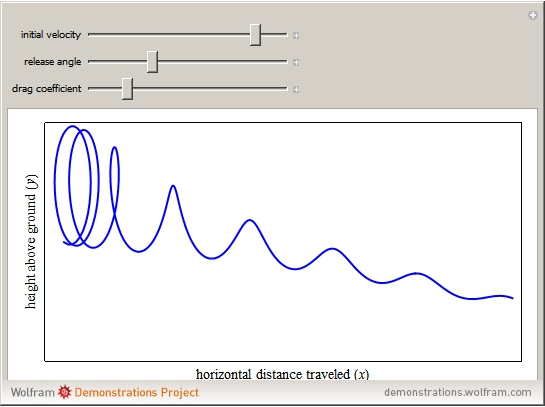 initial velocity
release angle
drag coefficient
height above ground (y)
horizontal distance traveled (x)
Wolfram Demonstrations Project
demonstrations.wolfram.com